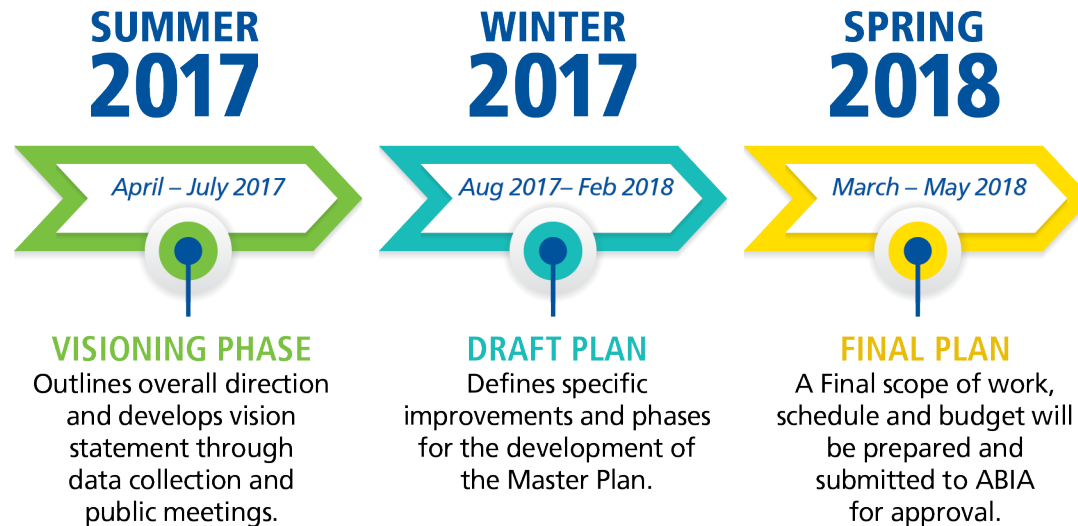 SUMMER
2017
April – July 2017
VISIONING PHASE
Outlines overall direction
and develops vision
statement through
data collection and
public meetings.
WINTER
2017
Aug 2017– Feb 2018
DRAFT PLAN
Defines specific
improvements and phases
for the development of
the Master Plan.
SPRING
2018
March – May 2018
FINAL PLAN
A Final scope of work,
schedule and budget will
be prepared and
submitted to ABIA
for approval.